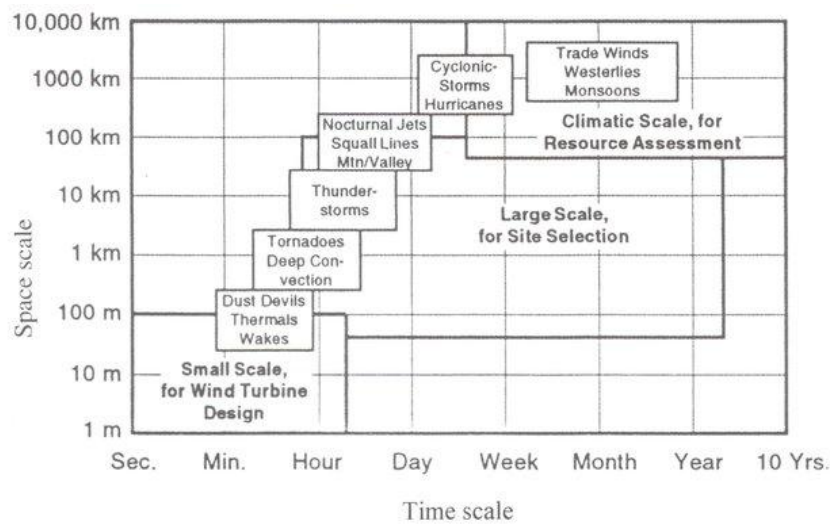 10,000 km
1000 km
100 km
10 km
1 km
100 m
10 m
1 m
Space scale
Cyclonic-
Storms
Hurricanes
Trade Winds
Westerlies
Monsoons
Climatic Scale, for
Resource Assessment
Nocturnal Jets
Squall Lines
Mtn/Valley
Thunder-
storms
Large Scale,
for Site Selection
Tornadoes
Deep Con-
vection
Dust Devils
Thermals
Wakes
Small Scale,
for Wind Turbine
Design
Sec. Min. Hour Day Week Month Year 10 Yrs.
Time scale